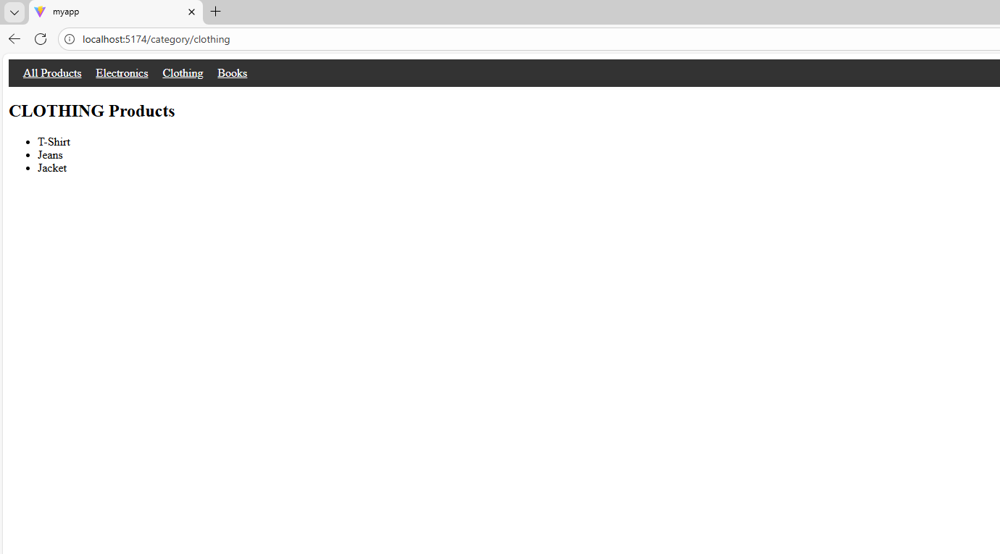 myapp
localhost:5174/category/clothing
All Products Electronics Clothing Books
CLOTHING Products
T-Shirt
Jeans
Jacket